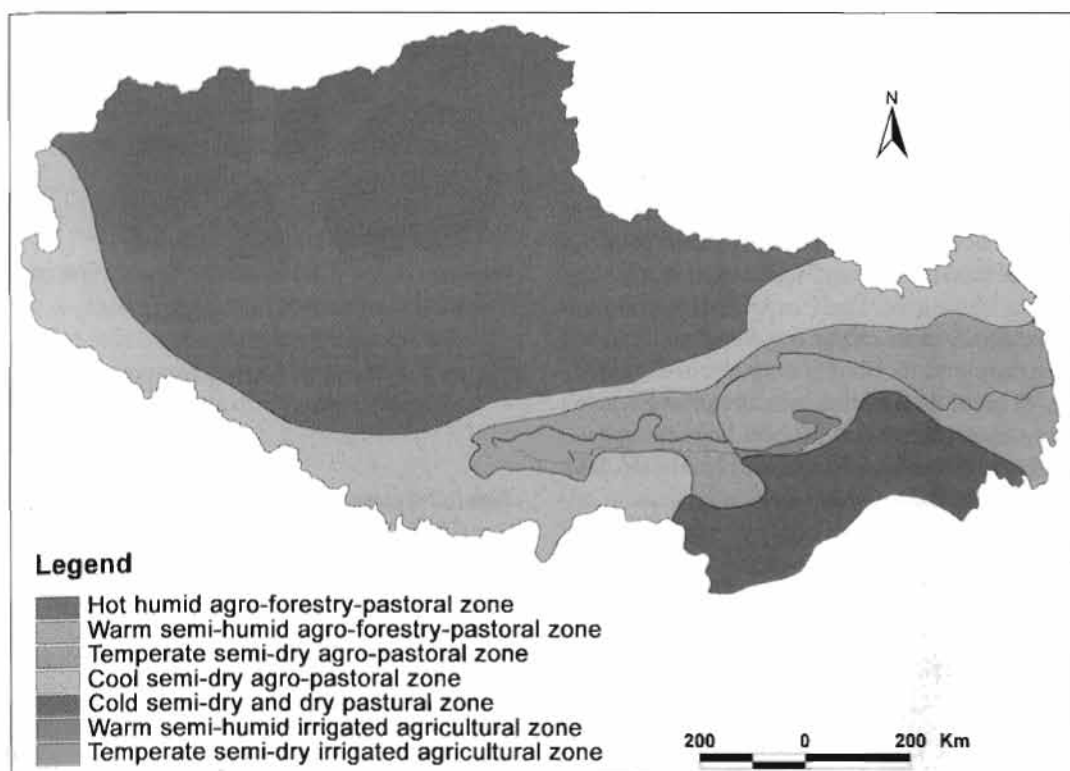 N
Legend
Hot humid agro-forestry-pastoral zone
Warm semi-humid agro-forestry-pastoral zone
Temperate semi-dry agro-pastoral zone
Cool semi-dry agro-pastoral zone
Cold semi-dry and dry pastural zone
Warm semi-humid irrigated agricultural zone
Temperate semi-dry irrigated agricultural zone
200 0 200 Km